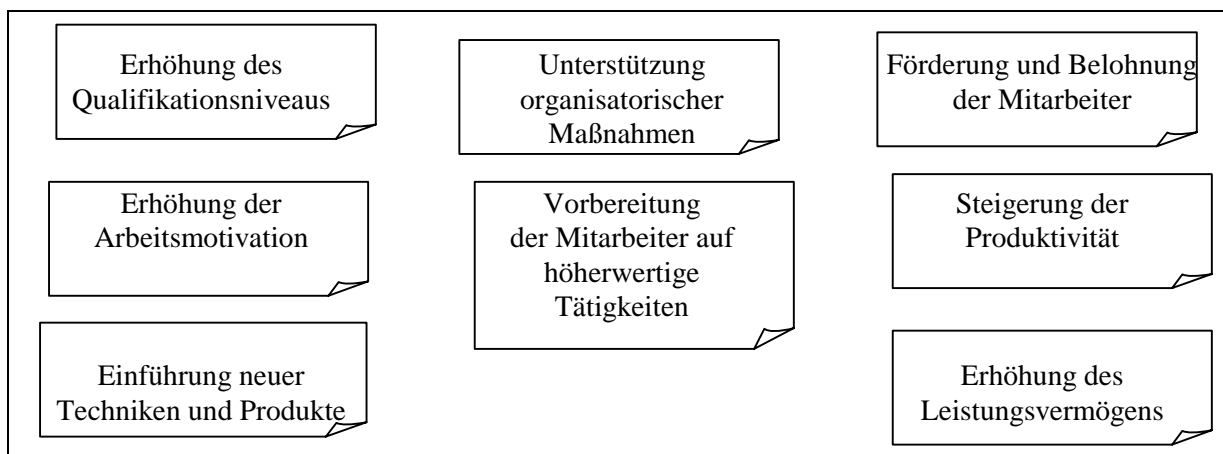 Erhöhung des
Qualifikationsniveaus
Unterstützung
organisatorischer
Maßnahmen
Förderung und Belohnung
der Mitarbeiter
Erhöhung der
Arbeitsmotivation
Vorbereitung
der Mitarbeiter auf
höherwertige
Tätigkeiten
Steigerung der
Produktivität
Einführung neuer
Techniken und Produkte
Erhöhung des
Leistungsvermögens